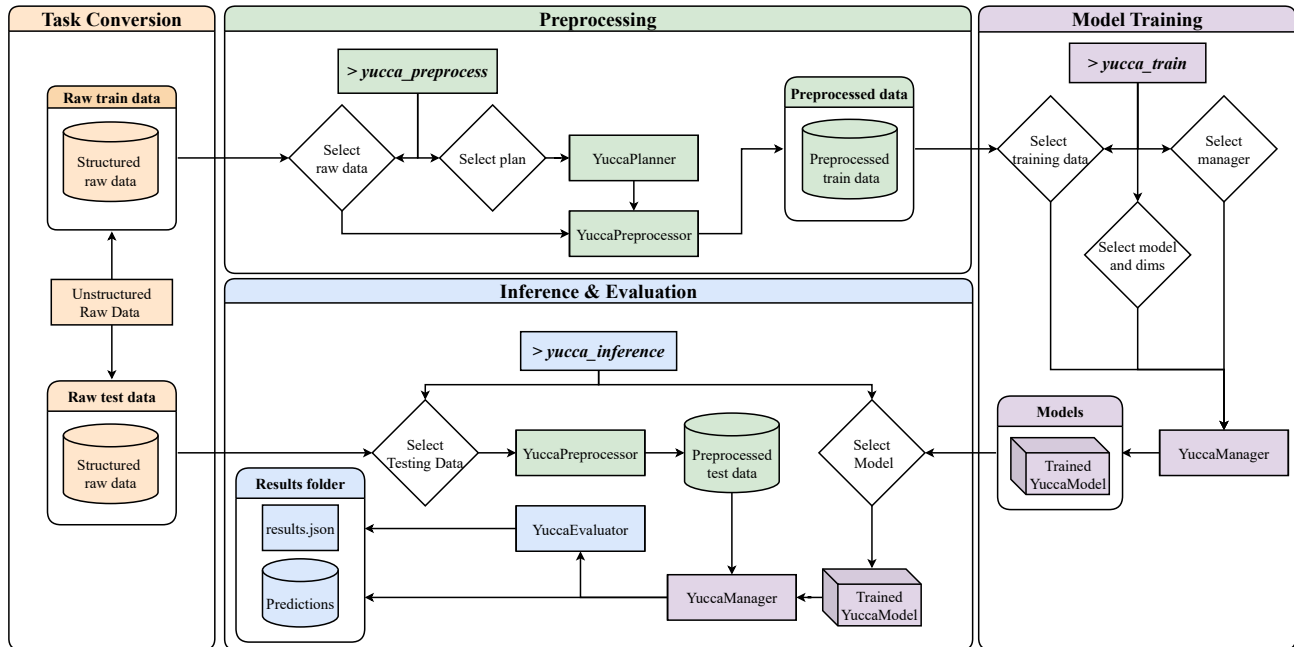 Task Conversion
Raw train data
Structured
raw data
Unstructured
Raw Data
Raw test data
Structured
raw data
Preprocessing
> yucca_preprocess
Select
raw data
Select plan
YuccaPlanner
YuccaPreprocessor
Preprocessed data
Preprocessed
train data
Model Training
> yucca_train
Select
training data
Select
manager
Select model
and dims
YuccaManager
Models
Trained
YuccaModel
Inference & Evaluation
> yucca_inference
Select
Testing Data
YuccaPreprocessor
Preprocessed
test data
Select
Model
Trained
YuccaModel
YuccaManager
YuccaEvaluator
Results folder
results.json
Predictions